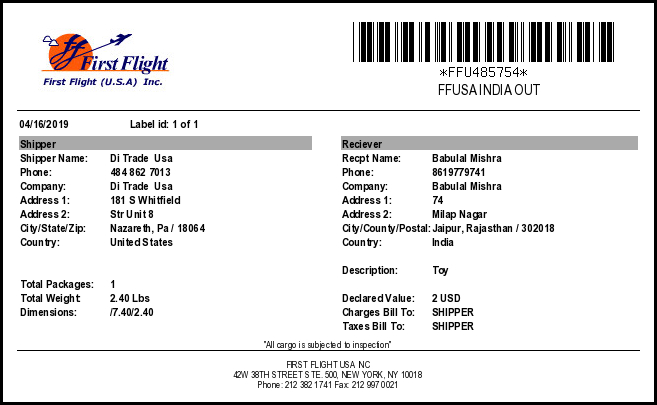 First Flight
First Flight (U.S.A) Inc.
*FFU485754*
FFUSA INDIA OUT
04/16/2019 Label id: 1 of 1
Shipper
Shipper Name: Di Trade Usa
Phone: 484 862 7013
Company: Di Trade Usa
Address 1: 181 S Whitfield
Address 2: Str Unit 8
City/State/Zip: Nazareth, Pa / 18064
Country: United States
Total Packages: 1
Total Weight: 2.40 Lbs
Dimensions: /7.40/2.40
Reciever
Recpt Name: Babulal Mishra
Phone: 8619779741
Company: Babulal Mishra
Address 1: 74
Address 2: Milap Nagar
City/County/Postal: Jaipur, Rajasthan / 302018
Country: India
Description: Toy
Declared Value: 2 USD
Charges Bill To: SHIPPER
Taxes Bill To: SHIPPER
"All cargo is subjected to inspection"
FIRST FLIGHT USA INC
42W 38TH STREET STE. 500, NEW YORK, NY 10018
Phone: 212 382 1741 Fax: 212 997 0021